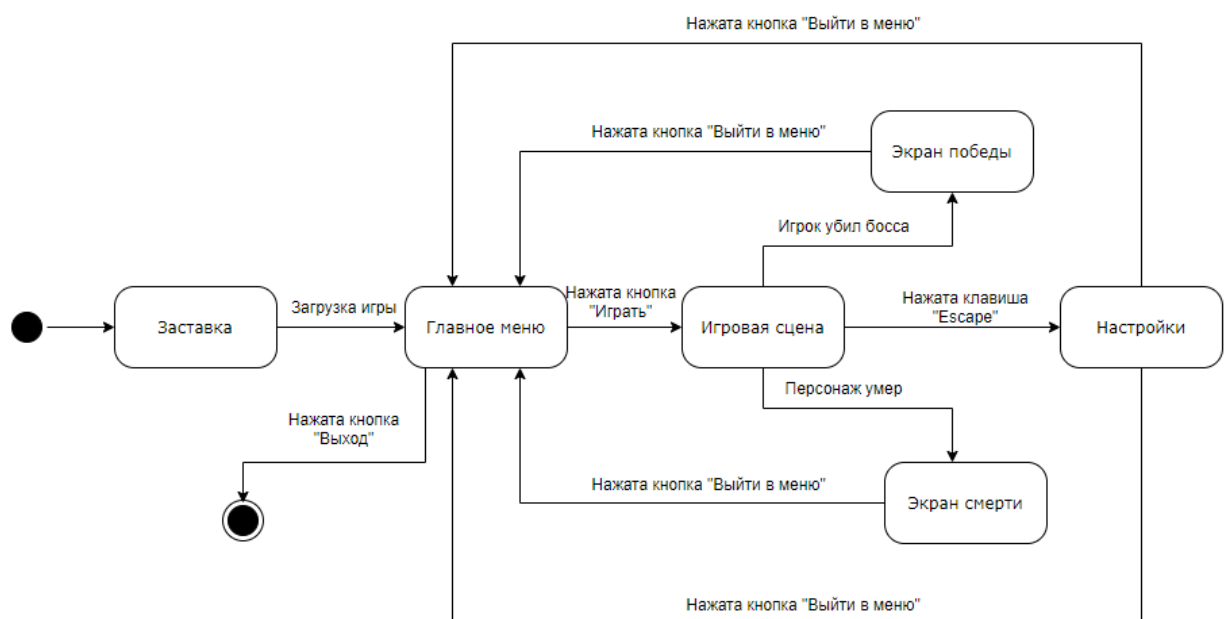 Нажата кнопка "Выйти в меню"
Нажата кнопка "Выйти в меню"
Экран победы
Игрок убил босса
Заставка
Загрузка игры
Главное меню
Нажата кнопка
"Играть"
Игровая сцена
Нажата клавиша
"Escape"
Настройки
Персонаж умер
Нажата кнопка
"Выход"
Нажата кнопка "Выйти в меню"
Экран смерти
Нажата кнопка "Выйти в меню"